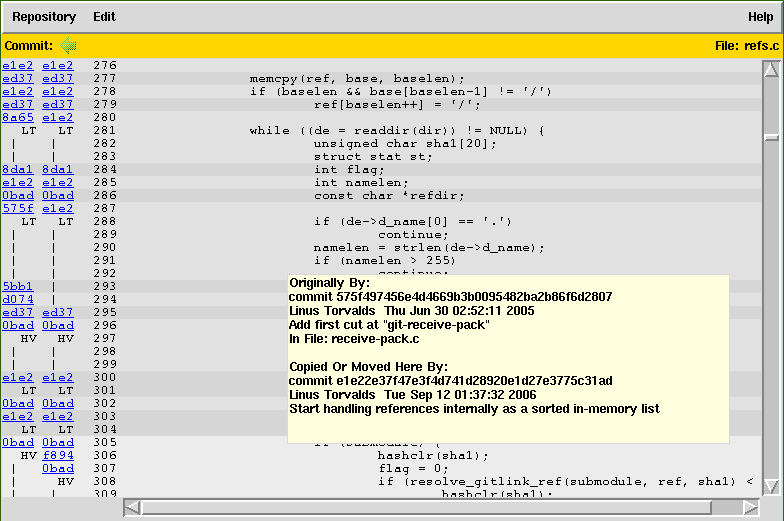 Repository Edit Help
Commit: File: refs.c
e1e2 e1e2 276
ed37 ed37 277 memcpy(ref, base, baselen);
e1e2 e1e2 278 if (baselen && base[baselen-1] != '/')
ed37 ed37 279 ref[baselen++] = '/';
8a65 e1e2 280
LT LT 281 while ((de = readdir(dir)) != NULL) {
| | 282 unsigned char sha1[20];
| | 283 struct stat st;
8da1 8da1 284 int flag;
e1e2 e1e2 285 int namelen;
0bad 0bad 286 const char *refdir;
575f e1e2 287
LT LT 288 if (de->d_name[0] == '.')
| | 289 continue;
| | 290 namelen = strlen(de->d_name);
| | 291 if (namelen > 255)
| | 292 continue;
5bb1 | 293
d074 | 294
ed37 ed37 295
0bad 0bad 296
HV HV 297
| | 298
| | 299
e1e2 e1e2 300
LT LT 301
0bad 0bad 302
e1e2 e1e2 303
LT LT 304
0bad 0bad 305 if (submodule) {
HV f894 306 hashclr(sha1);
| 0bad 307 flag = 0;
| HV 308 if (resolve_gitlink_ref(submodule, ref, sha1) <
| | 309 hashclr(sha1);
Originally By:
commit 575f497456e4d4669b3b0095482ba2b86f6d2807
Linus Torvalds Thu Jun 30 02:52:11 2005
Add first cut at "git-receive-pack"
In File: receive-pack.c
Copied Or Moved Here By:
commit e1e22e37f47e3f4d741d28920e1d27e3775c31ad
Linus Torvalds Tue Sep 12 01:37:32 2006
Start handling references internally as a sorted in-memory list